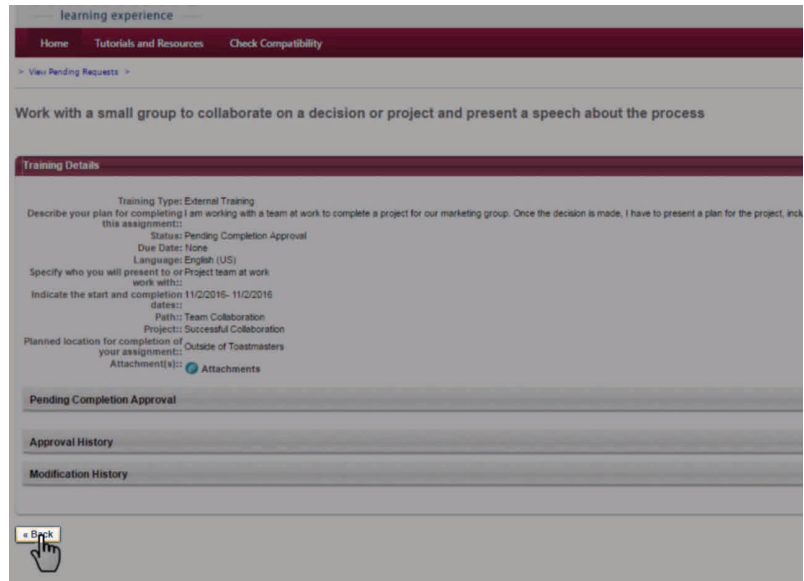 learning experience
Home Tutorials and Resources Check Compatibility
> View Pending Requests >
Work with a small group to collaborate on a decision or project and present a speech about the process
Training Details
Training Type: External Training
Describe your plan for completing this assignment:: I am working with a team at work to complete a project for our marketing group. Once the decision is made, I have to present a plan for the project, inclu
Status: Pending Completion Approval
Due Date: None
Language: English (US)
Specify who you will present to or work with:: Project team at work
Indicate the start and completion dates:: 11/2/2016- 11/2/2016
Path:: Team Collaboration
Project:: Successful Collaboration
Planned location for completion of your assignment:: Outside of Toastmasters
Attachment(s):: Attachments
Pending Completion Approval
Approval History
Modification History
« Back